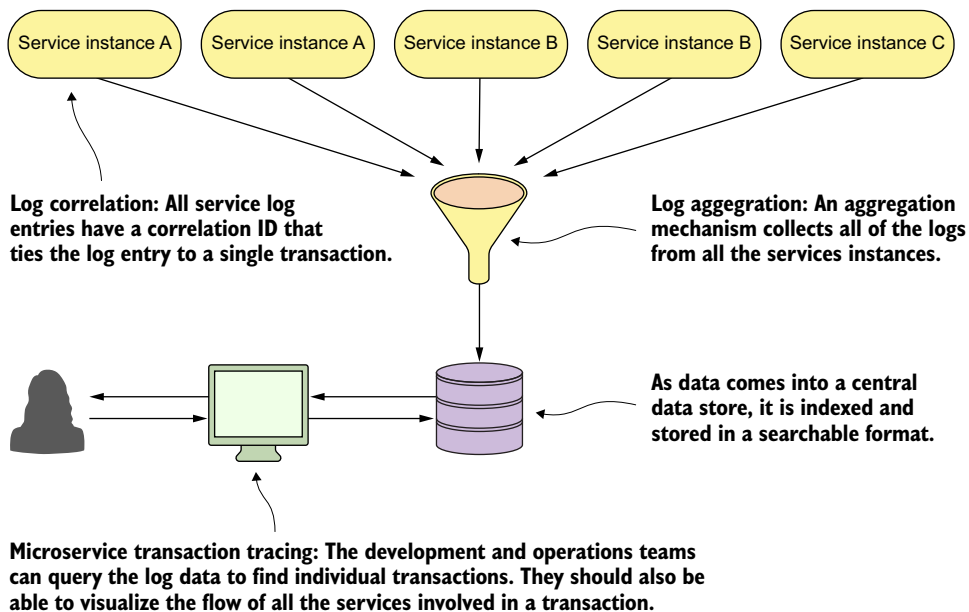 Service instance A
Service instance A
Service instance B
Service instance B
Service instance C
Log correlation: All service log
entries have a correlation ID that
ties the log entry to a single transaction.
Log aggegration: An aggregation
mechanism collects all of the logs
from all the services instances.
As data comes into a central
data store, it is indexed and
stored in a searchable format.
Microservice transaction tracing: The development and operations teams
can query the log data to find individual transactions. They should also be
able to visualize the flow of all the services involved in a transaction.